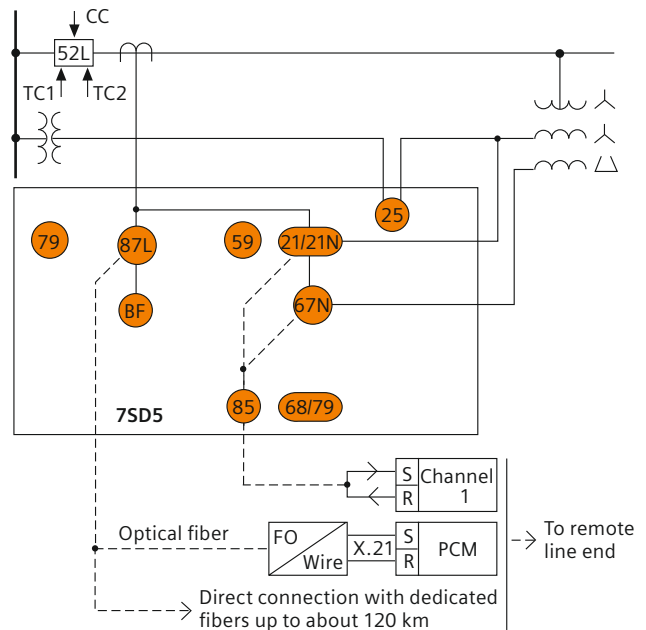 CC
52L
TC1
TC2
25
79
87L
59
21/21N
BF
67N
85
68/79
7SD5
S
R
Channel
1
Optical fiber
FO
Wire
X.21
S
R
PCM
To remote
line end
Direct connection with dedicated
fibers up to about 120 km